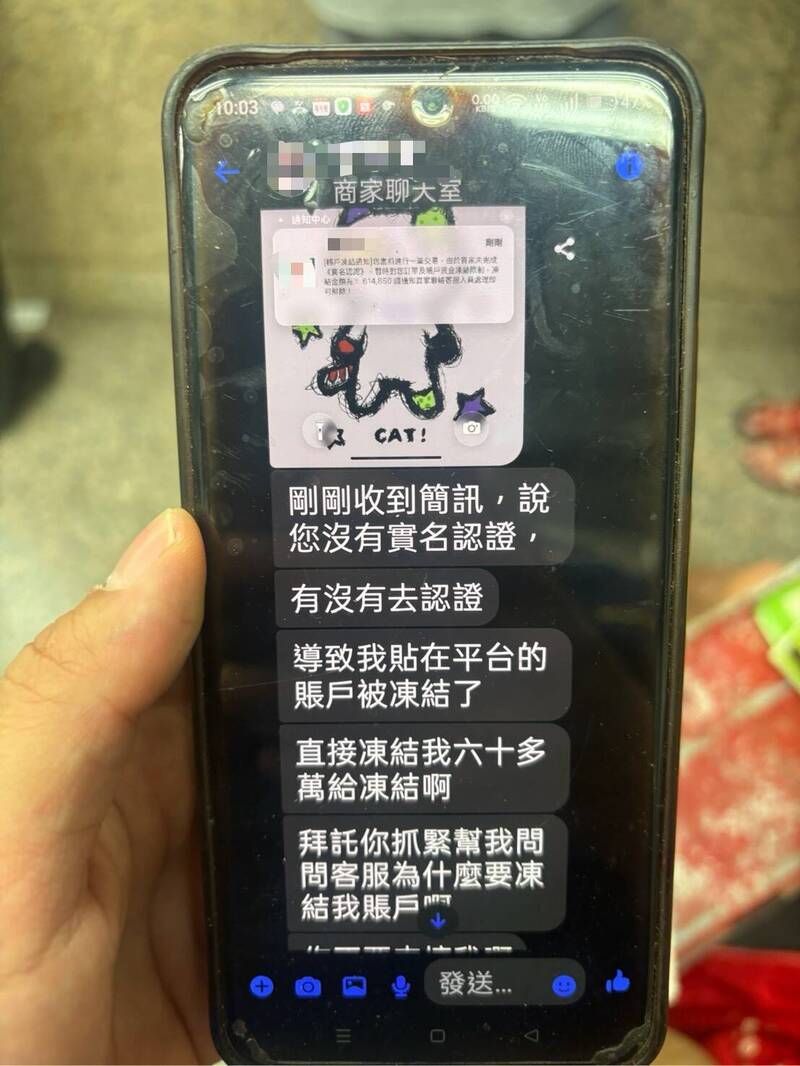 10:03
0.00
KB/
商家聊天室
通知中心
剛剛
CAT!
剛剛收到簡訊，說
您沒有實名認證，
有沒有去認證
導致我貼在平台的
賬戶被凍結了
直接凍結我六十多
萬給凍結啊
拜託你抓緊幫我問
問客服為什麼要凍
結我賬戶啊
發送...